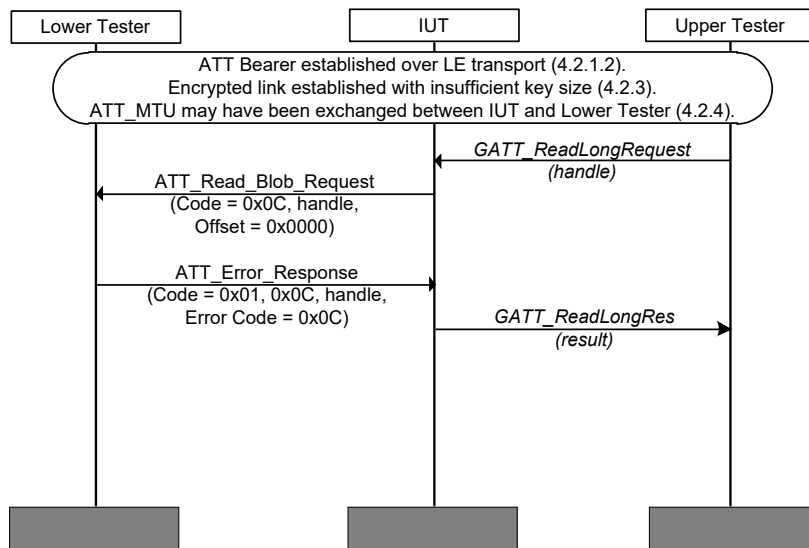 Lower Tester
IUT
Upper Tester
ATT Bearer established over LE transport (4.2.1.2).
Encrypted link established with insufficient key size (4.2.3).
ATT_MTU may have been exchanged between IUT and Lower Tester (4.2.4).
GATT_ReadLongRequest
(handle)
ATT_Read_Blob_Request
(Code = 0x0C, handle,
Offset = 0x0000)
ATT_Error_Response
(Code = 0x01, 0x0C, handle,
Error Code = 0x0C)
GATT_ReadLongRes
(result)